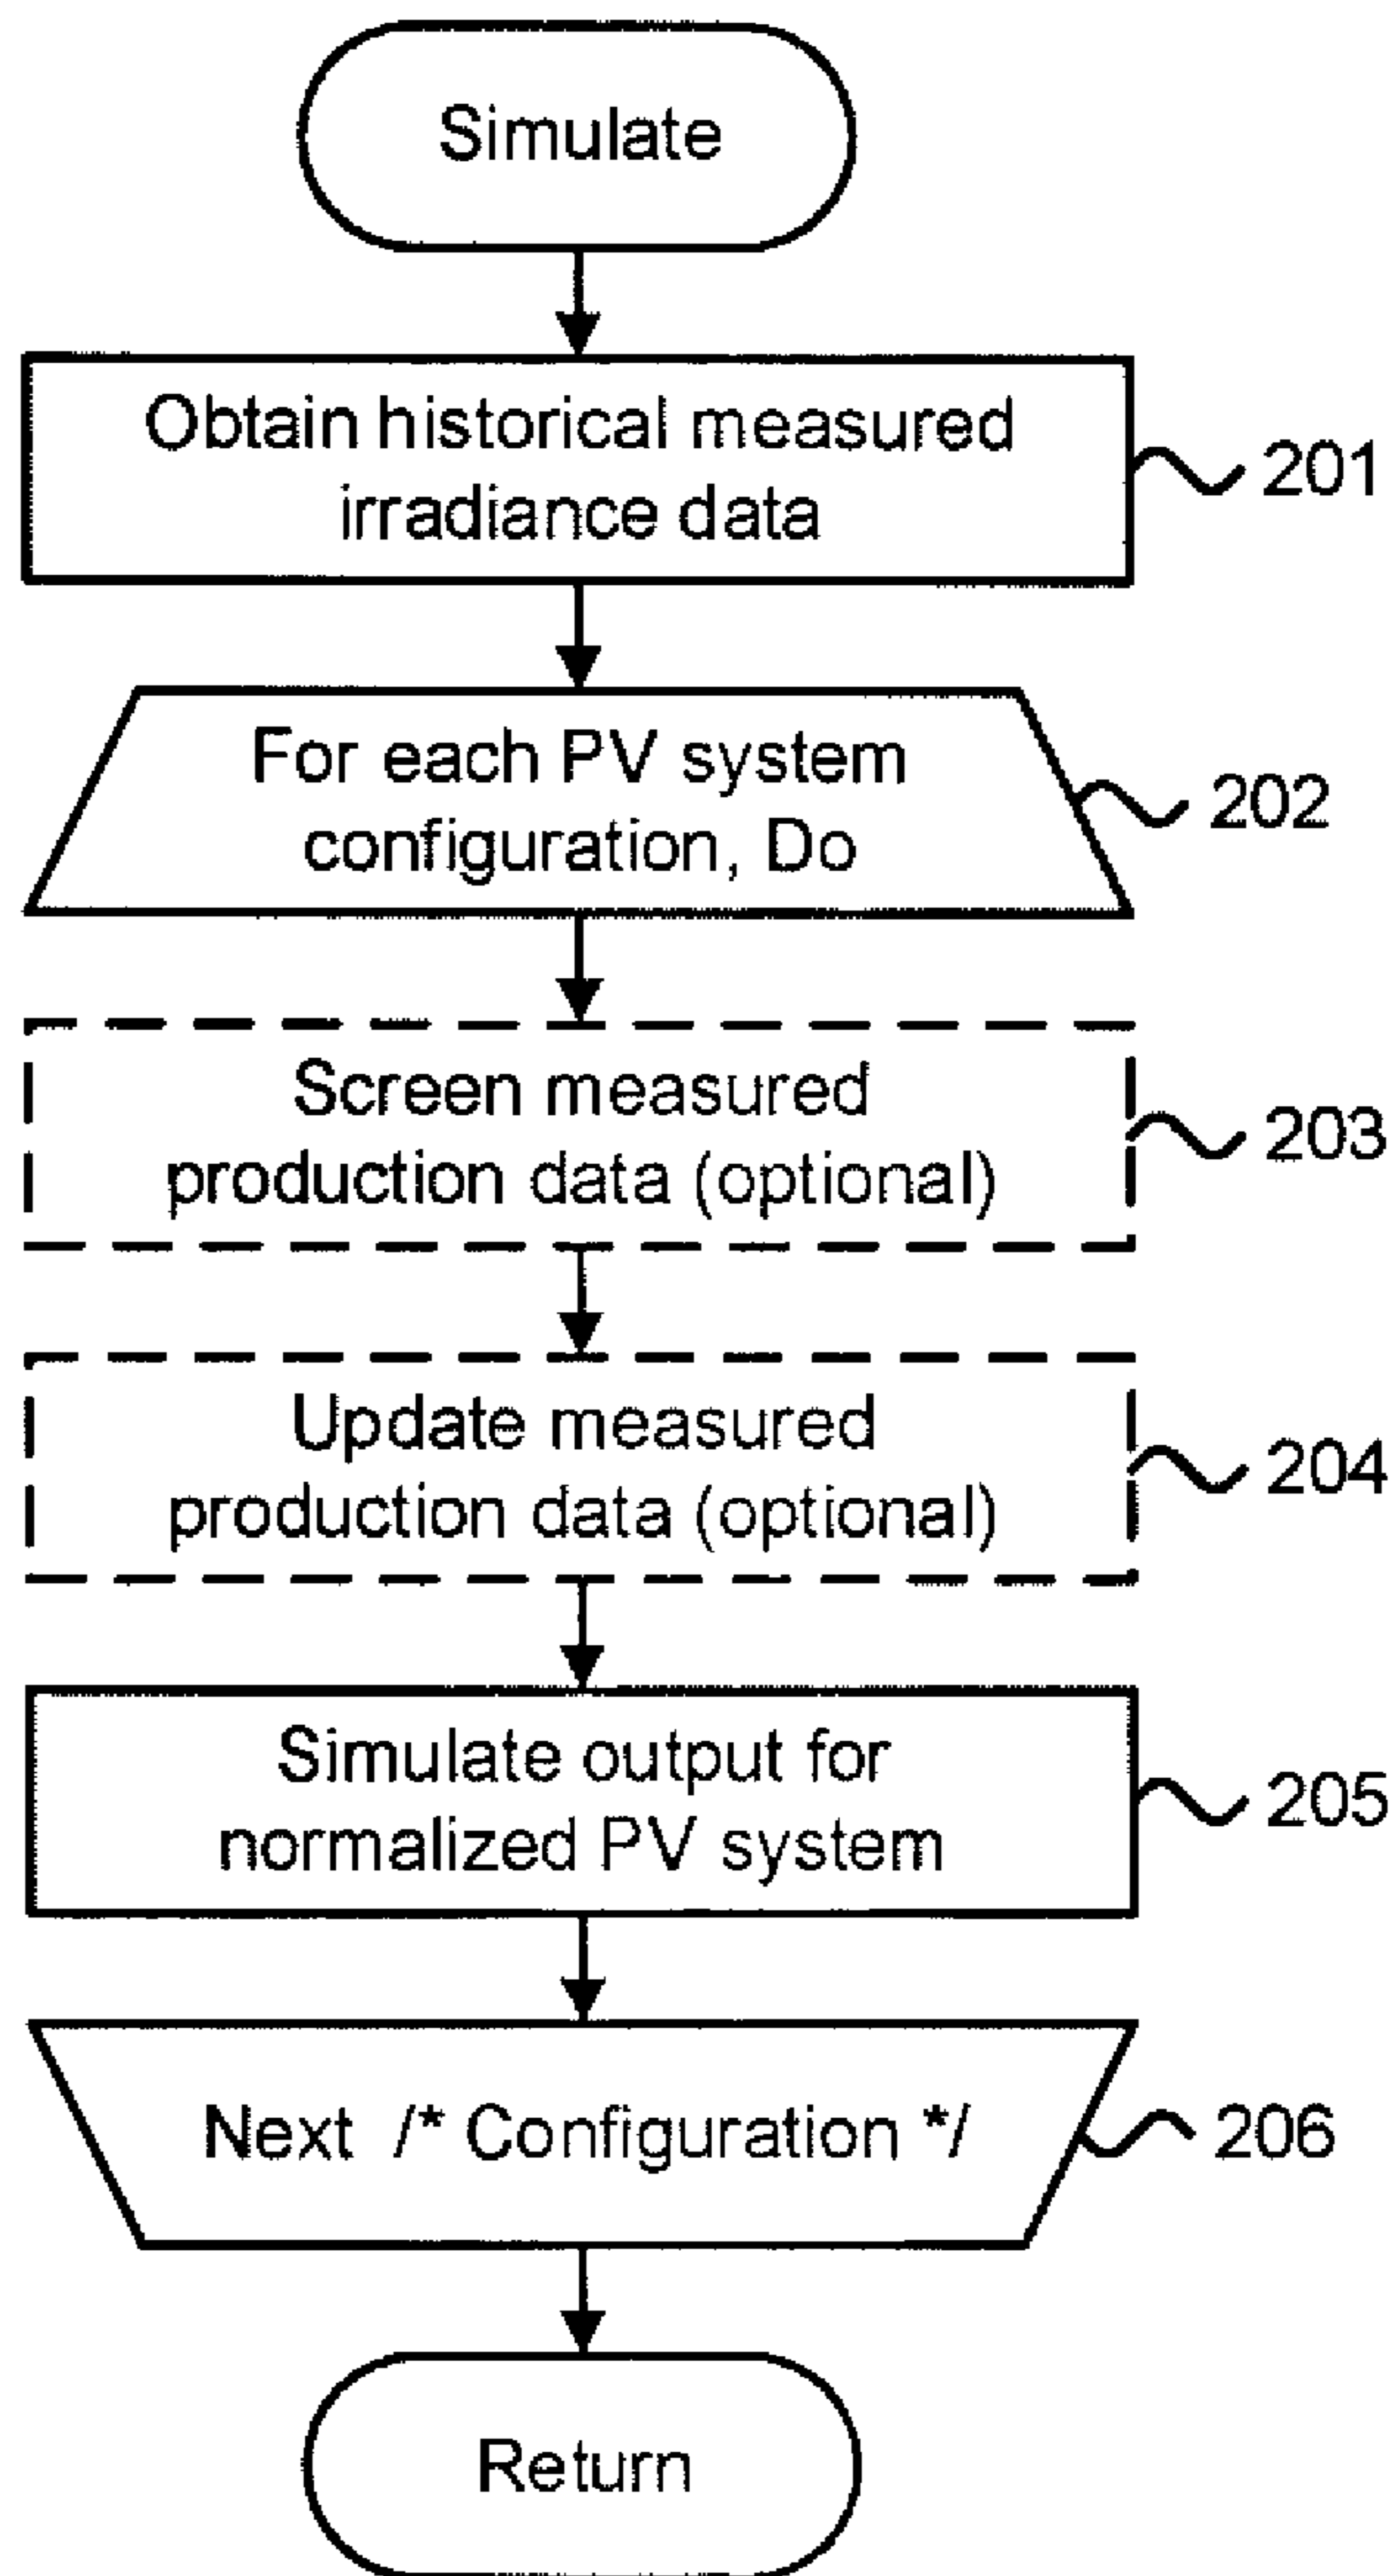 Simulate
Obtain historical measured
irradiance data
201
For each PV system
configuration, Do
202
Screen measured
production data (optional)
203
Update measured
production data (optional)
204
Simulate output for
normalized PV system
205
Next /* Configuration */
206
Return